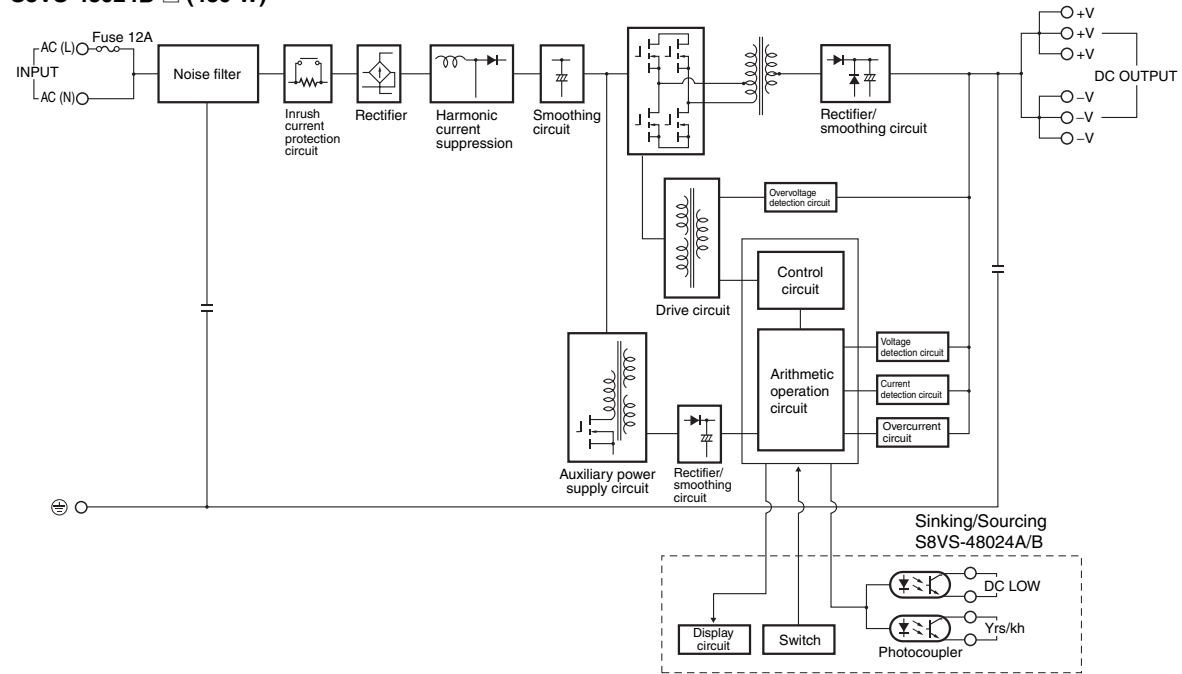 Fuse 12A
AC (L)
INPUT
AC (N)
Noise filter
Inrush
current
protection
circuit
Rectifier
Harmonic
current
suppression
Smoothing
circuit
Rectifier/
smoothing circuit
+V
+V
+V
DC OUTPUT
–V
–V
–V
Overvoltage
detection circuit
Drive circuit
Control
circuit
Arithmetic
operation
circuit
Voltage
detection circuit
Current
detection circuit
Overcurrent
circuit
Auxiliary power
supply circuit
Rectifier/
smoothing
circuit
Sinking/Sourcing
S8VS-48024A/B
DC LOW
Yrs/kh
Photocoupler
Display
circuit
Switch